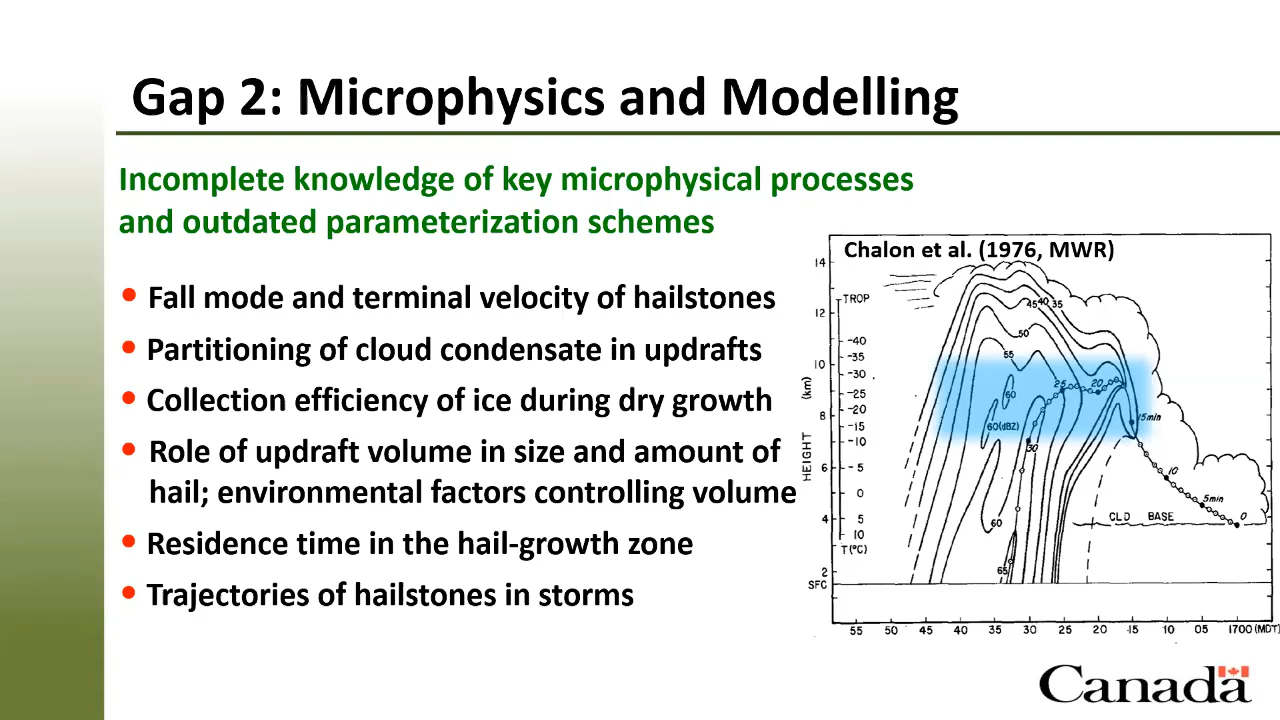 Gap 2: Microphysics and Modelling
Incomplete knowledge of key microphysical processes
and outdated parameterization schemes
• Fall mode and terminal velocity of hailstones
• Partitioning of cloud condensate in updrafts
• Collection efficiency of ice during dry growth
• Role of updraft volume in size and amount of
hail; environmental factors controlling volume
• Residence time in the hail-growth zone
• Trajectories of hailstones in storms
Chalon et al. (1976, MWR)
14
TROP
45 40 35
12
50
-40
55
-35
10
-30
25
20
(km)
-25
60
-20
8
15min
60(dBZ)
-15
-10
30
HEIGHT
6
-5
10
0
5min
0
60
4
5
CLD BASE
10
T(°C)
65
2
SFC
55 50 45 40 35 30 25 20 15 10 05 1700 (MDT)
Canada